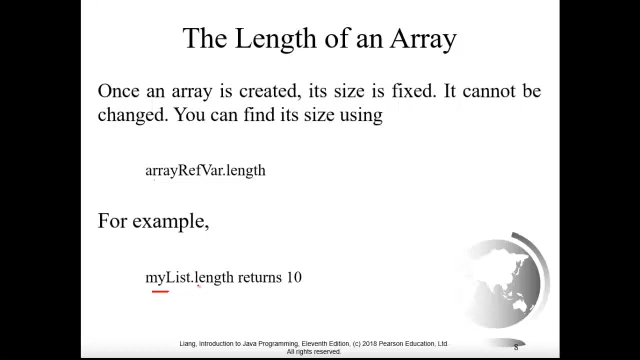 The Length of an Array
Once an array is created, its size is fixed. It cannot be
changed. You can find its size using
arrayRefVar.length
For example,
myList.length returns 10
Liang, Introduction to Java Programming, Eleventh Edition, (c) 2018 Pearson Education, Ltd.
All rights reserved.
8